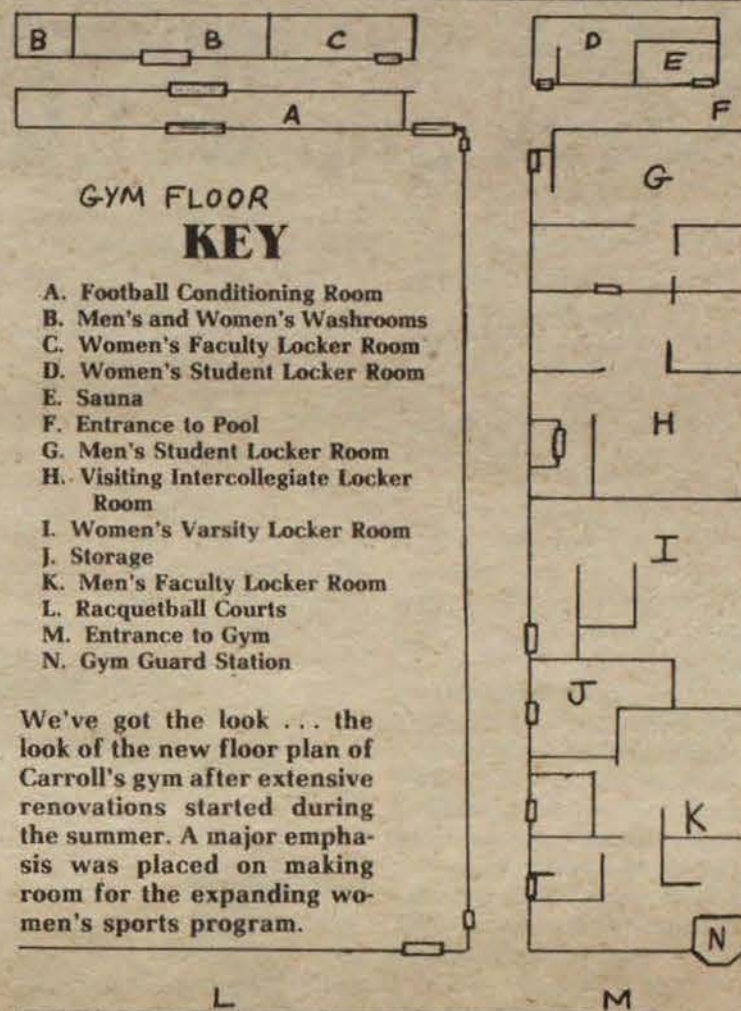 B B C D E
F
A
G
GYM FLOOR
KEY
A. Football Conditioning Room
B. Men's and Women's Washrooms
C. Women's Faculty Locker Room
D. Women's Student Locker Room
E. Sauna
F. Entrance to Pool
G. Men's Student Locker Room
H. Visiting Intercollegiate Locker
Room
I. Women's Varsity Locker Room
J. Storage
K. Men's Faculty Locker Room
L. Racquetball Courts
M. Entrance to Gym
N. Gym Guard Station
H
I
J
We've got the look ... the
look of the new floor plan of
Carroll's gym after extensive
renovations started during
the summer. A major empha-
sis was placed on making
room for the expanding wo-
men's sports program.
K
N
L M